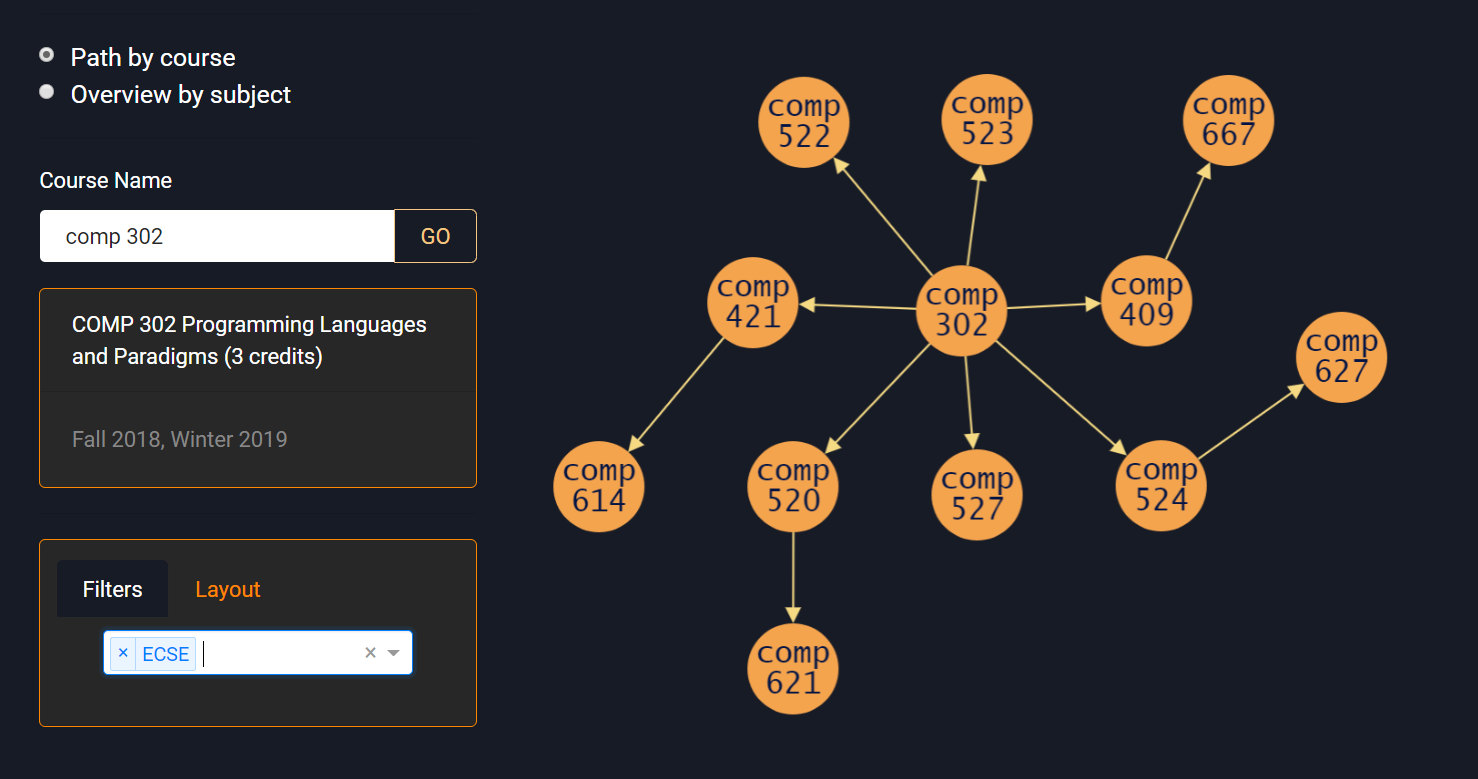 Path by course
Overview by subject
Course Name
comp 302
GO
COMP 302 Programming Languages
and Paradigms (3 credits)
Fall 2018, Winter 2019
Filters
Layout
× ECSE
×
comp
522
comp
523
comp
667
comp
421
comp
302
comp
409
comp
627
comp
614
comp
520
comp
527
comp
524
comp
621